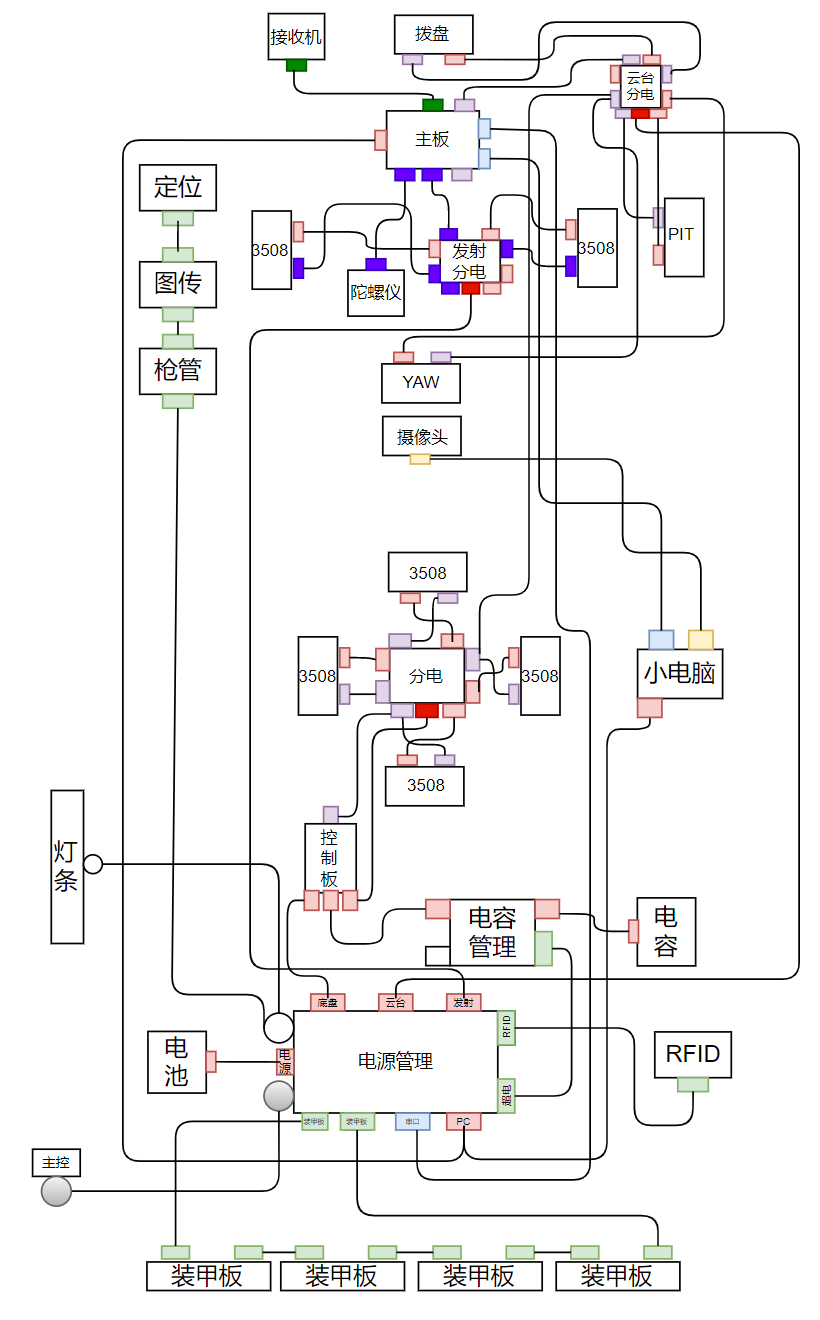 接收机
拨盘
云台
分电
主板
定位
3508
发射
分电
3508
PIT
图传
陀螺仪
枪管
YAW
摄像头
3508
3508
分电
3508
小电脑
3508
灯
条
控
制
板
电容
管理
电
容
底盘
云台
发射
RFID
电
池
电
源
电源管理
RFID
超电
装甲板
装甲板
串口
PC
主控
装甲板
装甲板
装甲板
装甲板